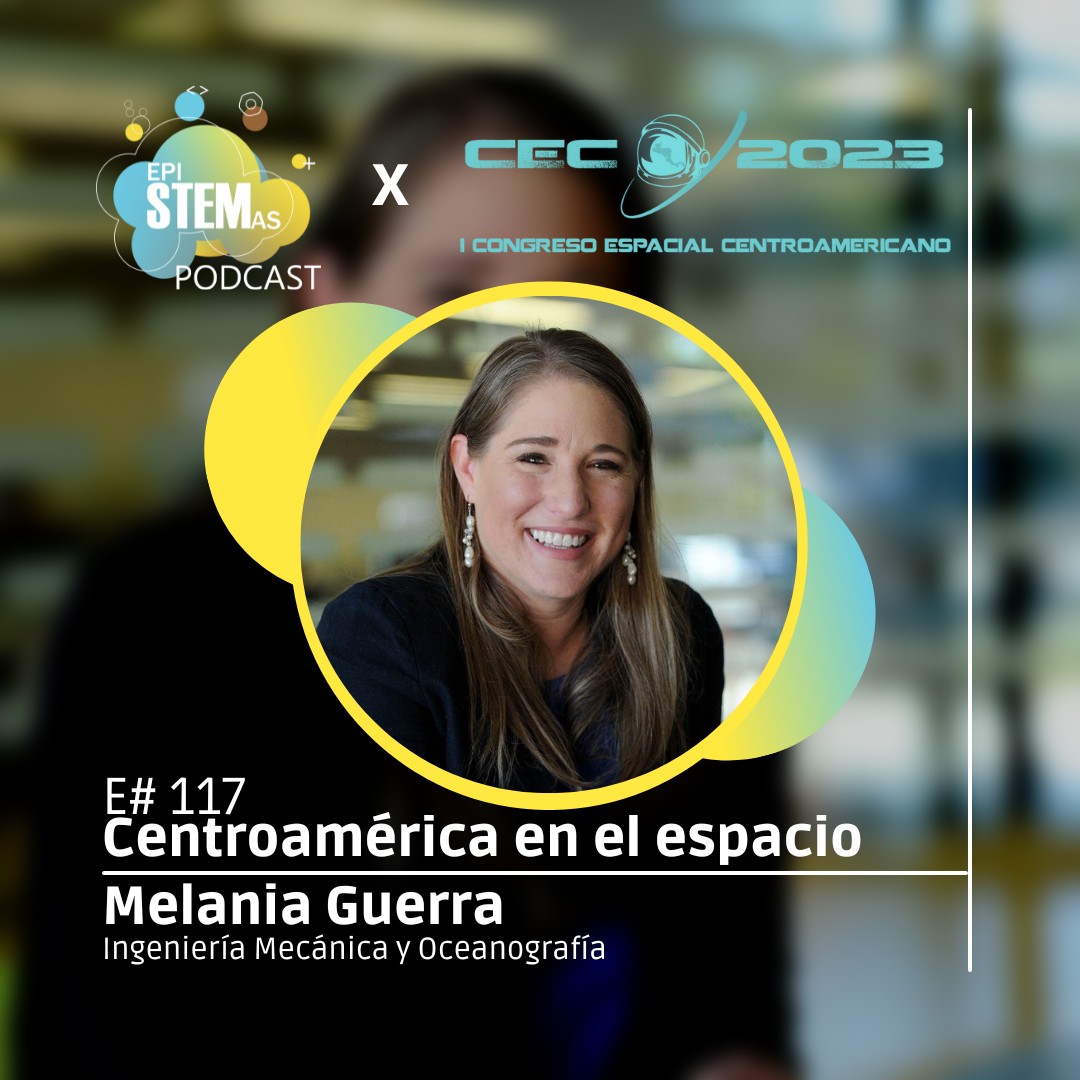 EPI
STEMAS
PODCAST
X
CEC 2023
I CONGRESO ESPACIAL CENTROAMERICANO
E# 117
Centroamérica en el espacio
Melania Guerra
Ingeniería Mecánica y Oceanografía